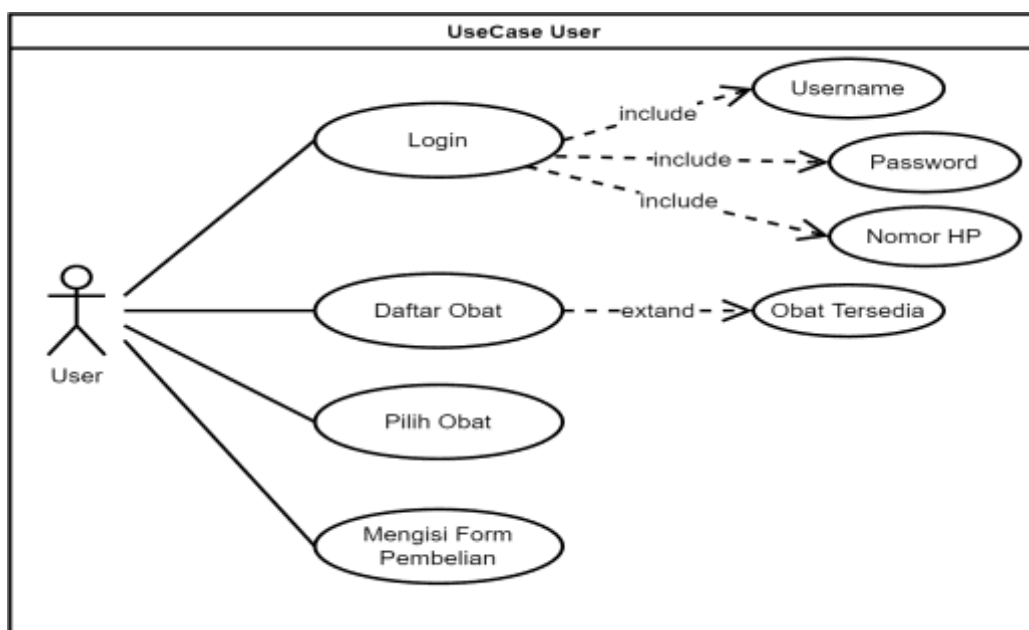 UseCase User
Username
include
Login
include
Password
include
Nomor HP
Daftar Obat
extand
Obat Tersedia
User
Pilih Obat
Mengisi Form
Pembelian